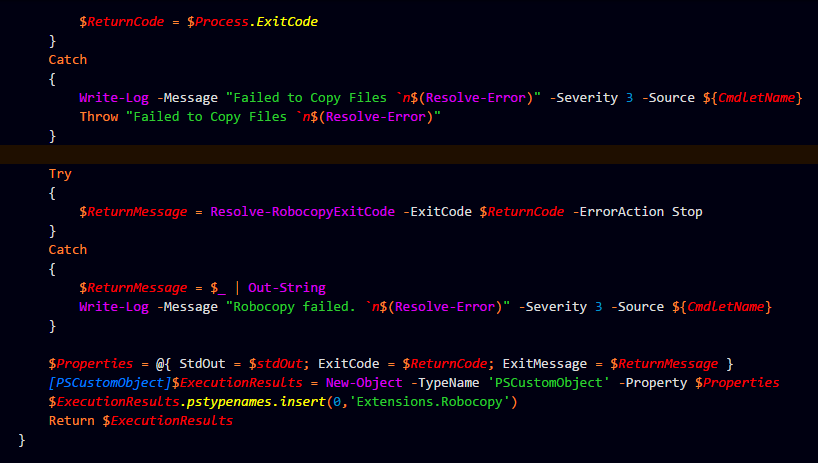 $ReturnCode = $Process.ExitCode
}
Catch
{
Write-Log -Message "Failed to Copy Files `n$(Resolve-Error)" -Severity 3 -Source ${CmdLetName}
Throw "Failed to Copy Files `n$(Resolve-Error)"
}
Try
{
$ReturnMessage = Resolve-RobocopyExitCode -ExitCode $ReturnCode -ErrorAction Stop
}
Catch
{
$ReturnMessage = $_ | Out-String
Write-Log -Message "Robocopy failed. `n$(Resolve-Error)" -Severity 3 -Source ${CmdLetName}
}
$Properties = @{ StdOut = $stdOut; ExitCode = $ReturnCode; ExitMessage = $ReturnMessage }
[PSCustomObject]$ExecutionResults = New-Object -TypeName 'PSCustomObject' -Property $Properties
$ExecutionResults.pstypenames.insert(0,'Extensions.Robocopy')
Return $ExecutionResults
}